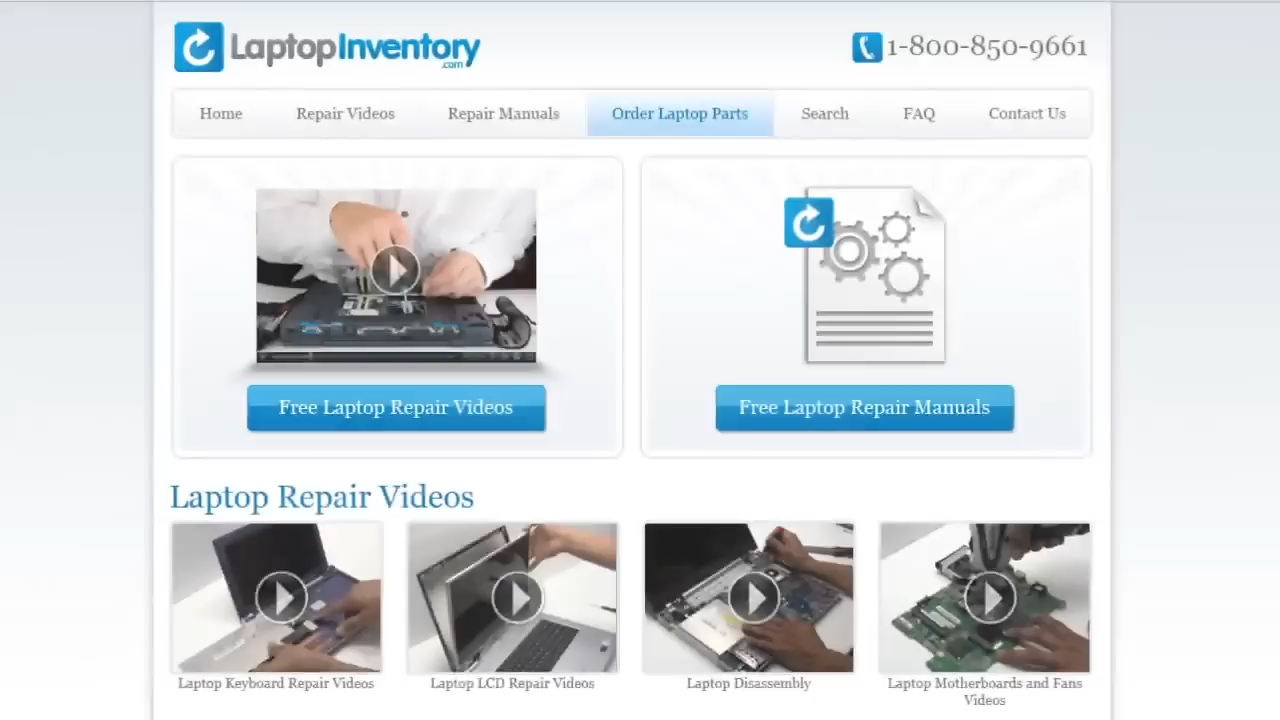 LaptopInventory
.com
1-800-850-9661
Home Repair Videos Repair Manuals Order Laptop Parts Search FAQ Contact Us
Free Laptop Repair Videos Free Laptop Repair Manuals
Laptop Repair Videos
Laptop Keyboard Repair Videos Laptop LCD Repair Videos Laptop Disassembly Laptop Motherboards and Fans
Videos